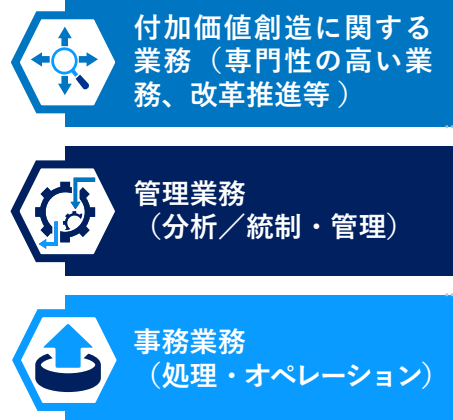 付加価値創造に関する
業務（専門性の高い業
務、改革推進等 ）
管理業務
（分析／統制・管理）
事務業務
（処理・オペレーション）